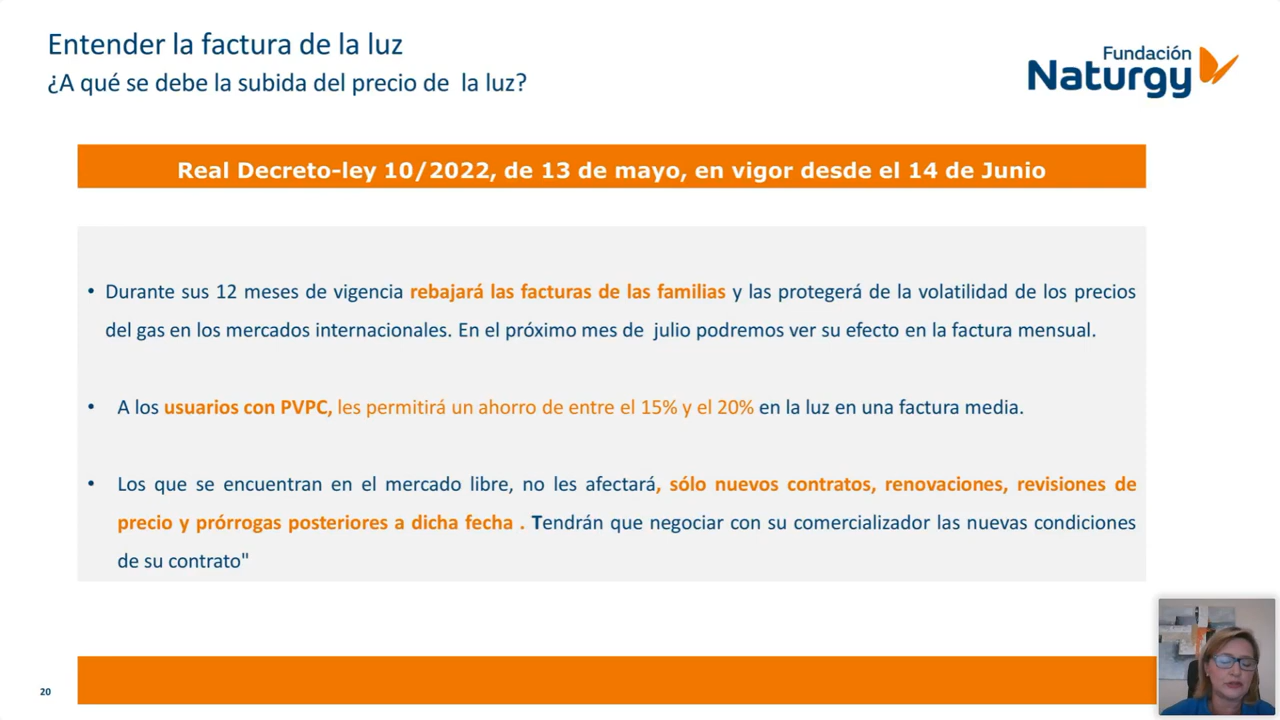 Entender la factura de la luz
¿A qué se debe la subida del precio de  la luz?
Fundación
Naturgy
Real Decreto-ley 10/2022, de 13 de mayo, en vigor desde el 14 de Junio
• Durante sus 12 meses de vigencia rebajará las facturas de las familias y las protegerá de la volatilidad de los precios
del gas en los mercados internacionales. En el próximo mes de  julio podremos ver su efecto en la factura mensual.
• A los usuarios con PVPC, les permitirá un ahorro de entre el 15% y el 20% en la luz en una factura media.
• Los que se encuentran en el mercado libre, no les afectará, sólo nuevos contratos, renovaciones, revisiones de
precio y prórrogas posteriores a dicha fecha . Tendrán que negociar con su comercializador las nuevas condiciones
de su contrato"
20